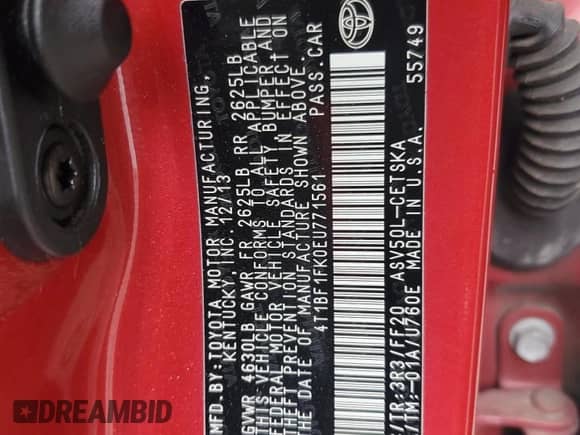 MFD.BY:TOYOTA MOTOR MANUFACTURING,
KENTUCKY, INC. 12/13
GVWR 4630LB GAWR FR 2625LB RR 2625LB
THIS VEHICLE CONFORMS TO ALL APPLICABLE
FEDERAL MOTOR VEHICLE SAFETY, BUMPER, AND
THEFT PREVENTION STANDARDS IN EFFECT ON
THE DATE OF MANUFACTURE SHOWN ABOVE.
4T1BF1FK0EU771561 PASS.CAR
/TR:3R3/FF20 ASV50L-CETSKA
/TM:-01A/U760E MADE IN U.S.A. 55749
DREAMBID